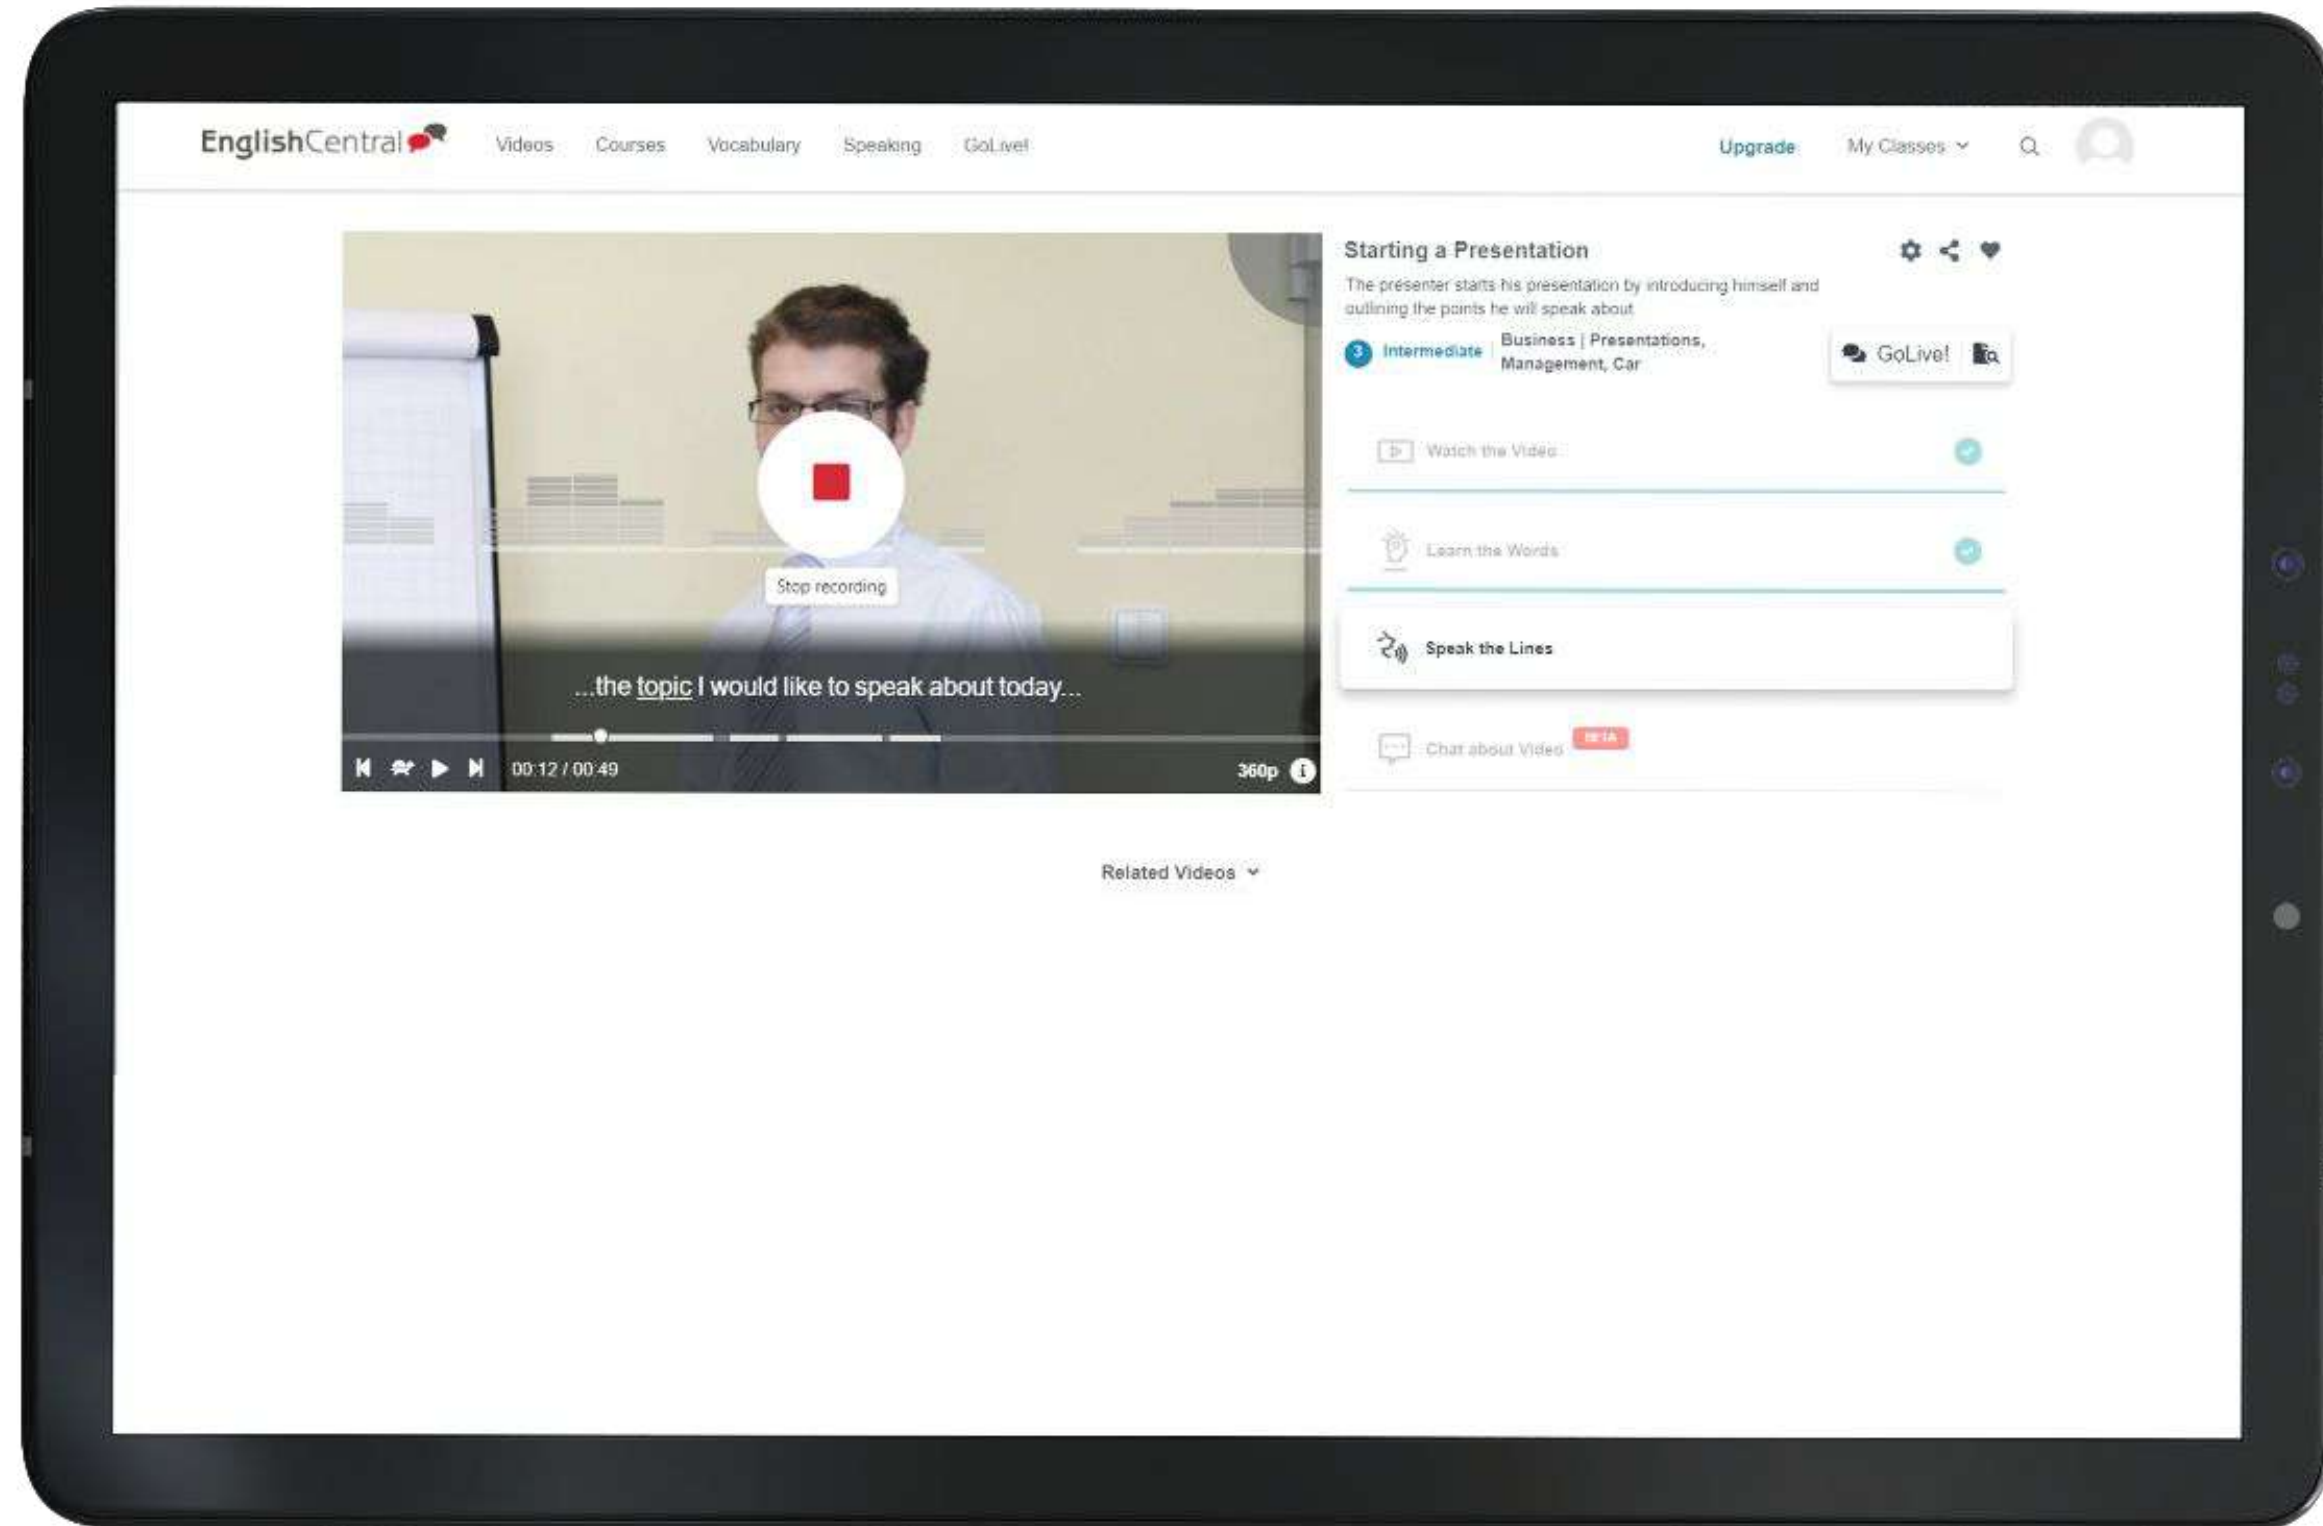 EnglishCentral
Videos Courses Vocabulary Speaking GoLive!
Upgrade My Classes
Starting a Presentation
The presenter starts his presentation by introducing himself and
outlining the points he will speak about
3 Intermediate
Business | Presentations,
Management, Car
GoLive!
Watch the Video
Learn the Words
Stop recording
Speak the Lines
...the topic I would like to speak about today...
Chat about Video BETA
00:12 / 00:49
360p
Related Videos